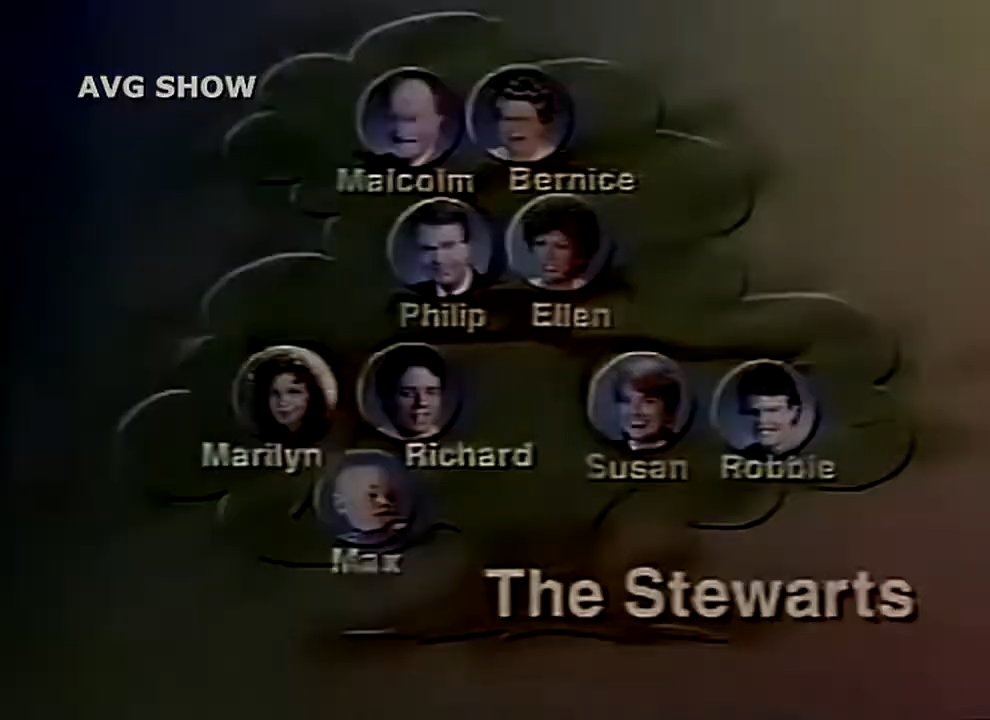 AVG SHOW
Malcolm Bernice
Philip Ellen
Marilyn Richard Susan Robbie
Max
The Stewarts